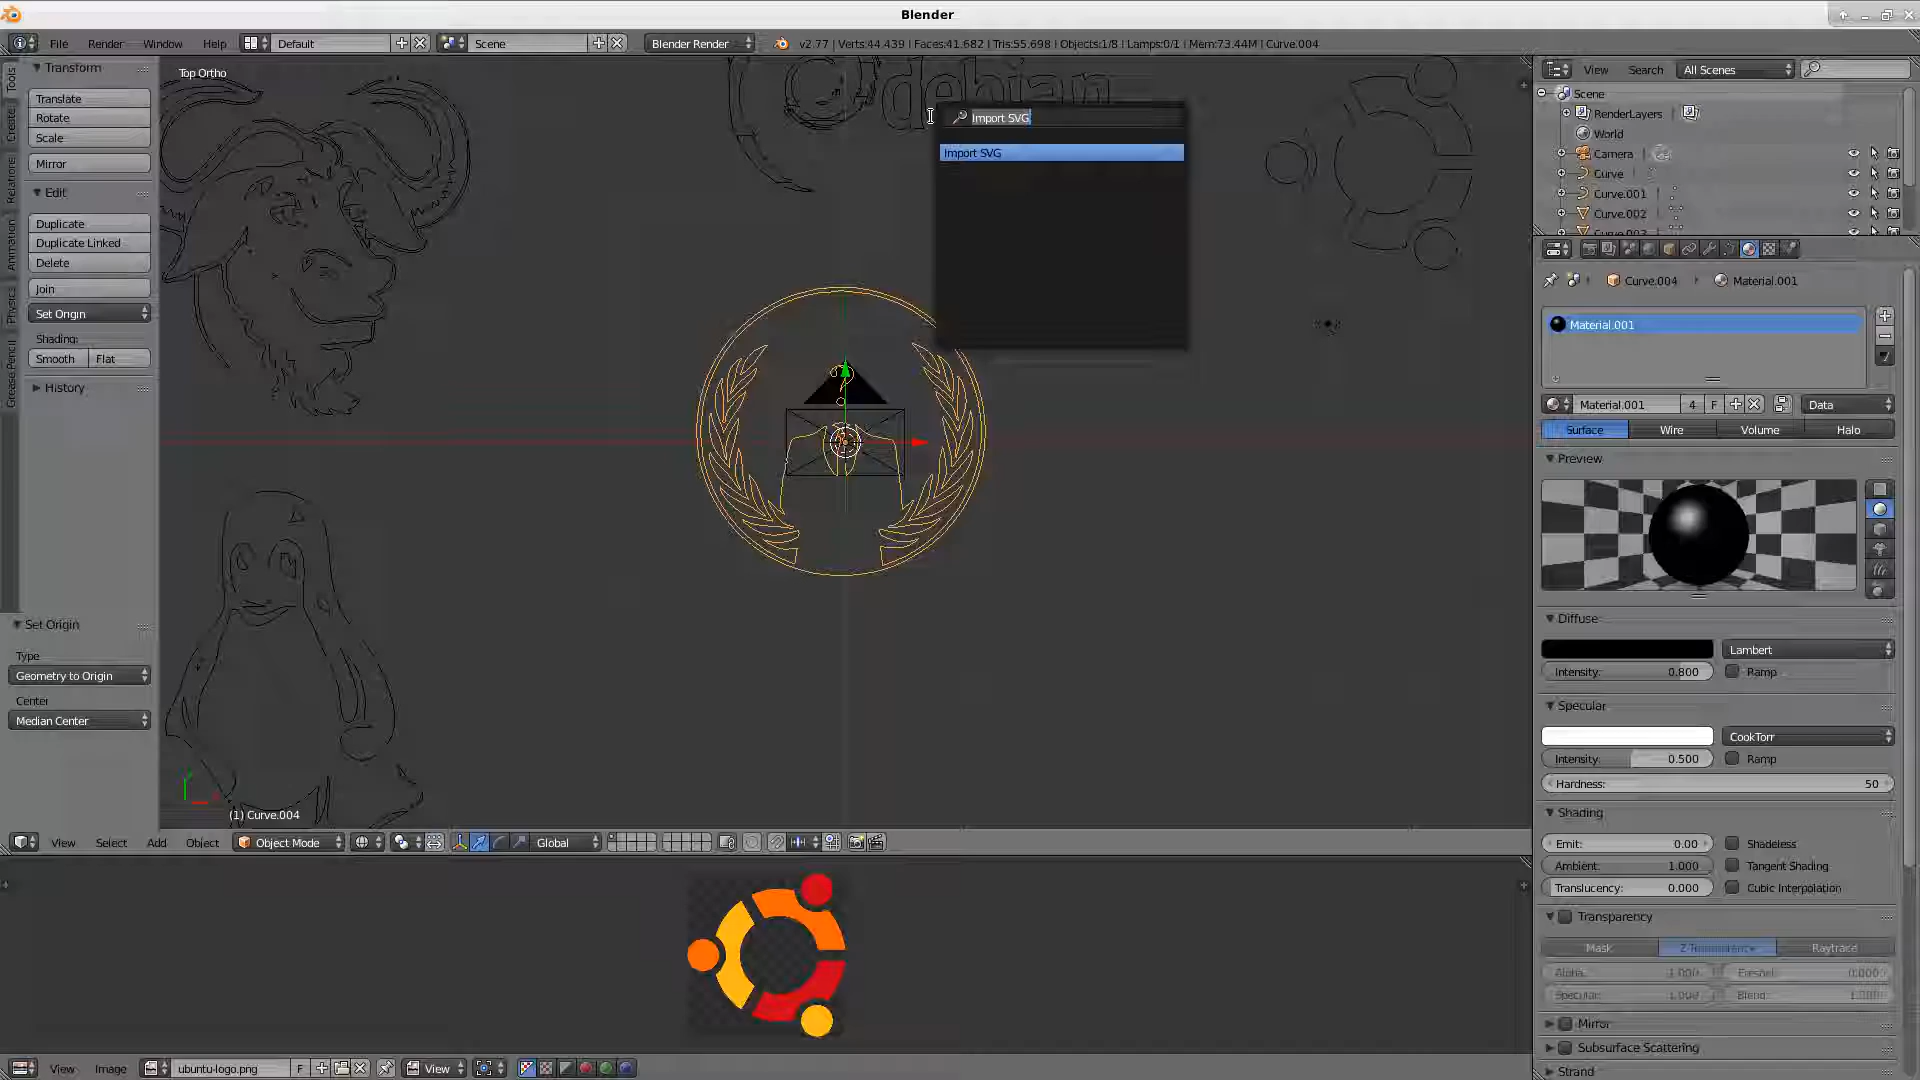 Blender
File Render Window Help Default Scene Blender Render v2.77 | Verts:44.439 | Faces:41.682 | Tris:55.698 | Objects:1/8 | Lamps:0/1 | Mem:73.44M | Curve.004
Tools
Create
Relations
Animation
Physics
Grease Pencil
Transform
Translate
Rotate
Scale
Mirror
Edit
Duplicate
Duplicate Linked
Delete
Join
Set Origin
Shading:
Smooth Flat
History
Set Origin
Type
Geometry to Origin
Center
Median Center
Top Ortho
debian
Import SVG
Import SVG
(1) Curve.004
View Select Add Object Object Mode Global
View Image ubuntu-logo.png F View
View Search All Scenes
Scene
RenderLayers
World
Camera
Curve
Curve.001
Curve.002
Curve.003
Curve.004 Material.001
Material.001
Material.001 4 F Data
Surface Wire Volume Halo
Preview
Diffuse
Lambert
Intensity: 0.800 Ramp
Specular
CookTorr
Intensity: 0.500 Ramp
Hardness: 50
Shading
Emit: 0.00 Shadeless
Ambient: 1.000 Tangent Shading
Translucency: 0.000 Cubic Interpolation
Transparency
Mask Z Transparency Raytrace
Alpha: 1.000 Fresnel: 0.000
Specular: 1.000 Blend:
Mirror
Subsurface Scattering
Strand